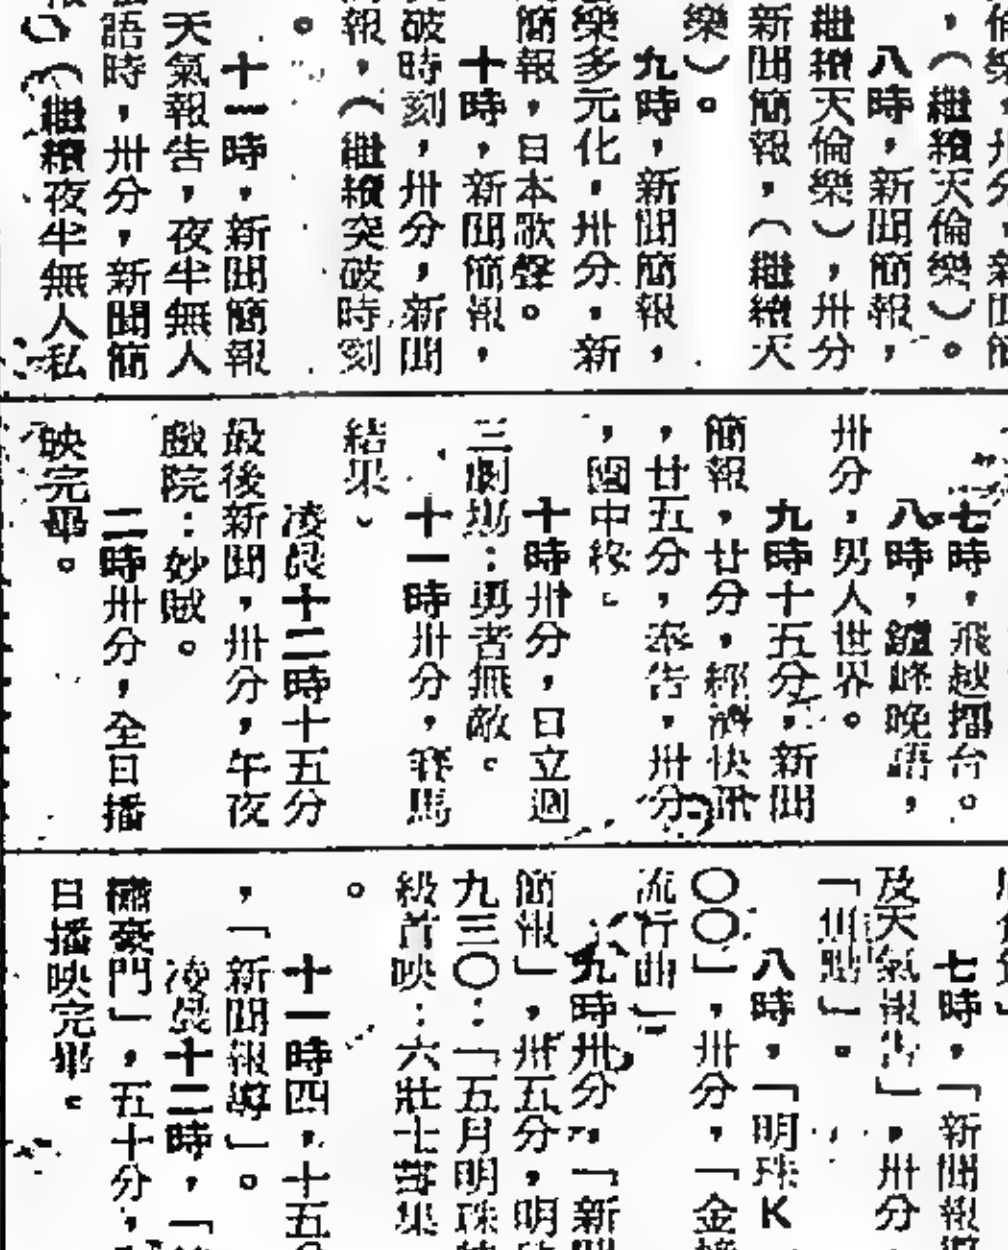 倫樂，卅分，新聞簡
，（繼續天倫樂）。
八時，新聞簡報，
繼續天倫樂），卅分
新聞簡報，（繼續天
樂）。
九時，新聞簡報，
樂多元化，卅分，新
簡報，日本歌聲。
十時，新聞簡報，
破時刻，卅分，新聞
報，（繼續突破時刻
。
十一時，新聞簡報
天氣報告，夜半無人
語時，卅分，新聞簡
（繼續夜半無人私
七時，飛越擂台。
八時，鑪峰晚語，
卅分，男人世界。
九時十五分，新聞
簡報，廿分，經濟快訊
，廿五分，泰告，卅分
，國中
十時卅分，日立週
三劇場：勇者無敵。
十一時卅分，賽馬
結果。
凌晨十二時十五分
最後新聞，卅分，午夜
戲院：妙賊。
二時卅分，全日播
映完畢。
七時，「新聞報導
及天氣報告」，卅分
八時，「明珠K
〇〇」，卅分，「金
流行曲」
九時卅分，「新聞
簡報」，卅五分，明
九三〇：「五月明珠
級首映：六壯士
。
十一時四，十五分
，「新聞報導」。
凌晨十二時，「
豪門」，五十分，
日播映完畢。